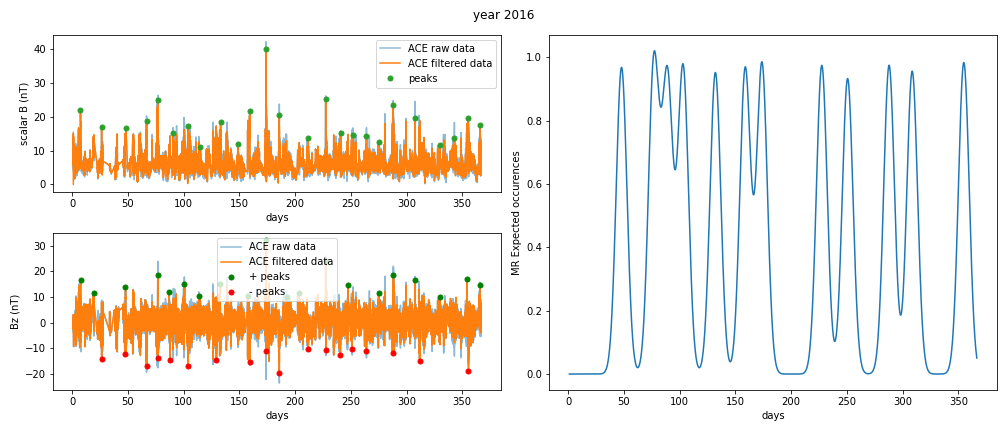 year 2016
scalar B (nT)
40
30
20
10
0
ACE raw data
ACE filtered data
peaks
0 50 100 150 200 250 300 350
days
Bz (nT)
30
20
10
0
−10
−20
ACE raw data
ACE filtered data
+ peaks
- peaks
0 50 100 150 200 250 300 350
days
MR Expected occurences
1.0
0.8
0.6
0.4
0.2
0.0
0 50 100 150 200 250 300 350
days